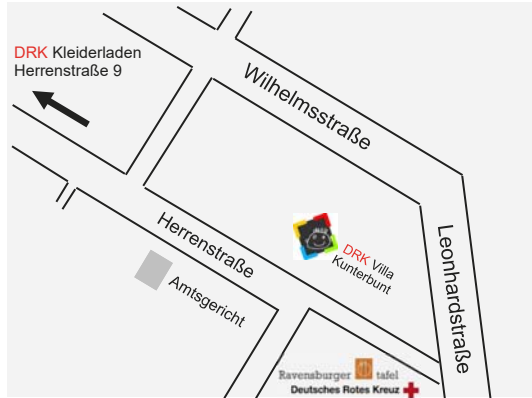 DRK Kleiderladen
Herrenstraße 9
Wilhelmsstraße
Leonhardstraße
Herrenstraße
DRK Villa
Kunterbunt
Amtsgericht
Ravensburger tafel
Deutsches Rotes Kreuz